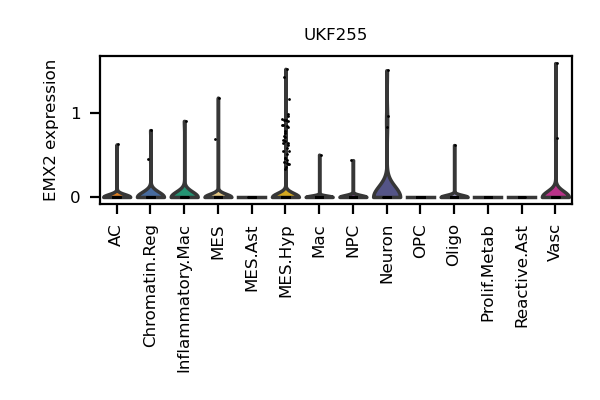 UKF255
EMX2 expression
1
0
AC
Chromatin.Reg
Inflammatory.Mac
MES
MES.Ast
MES.Hyp
Mac
NPC
Neuron
OPC
Oligo
Prolif.Metab
Reactive.Ast
Vasc